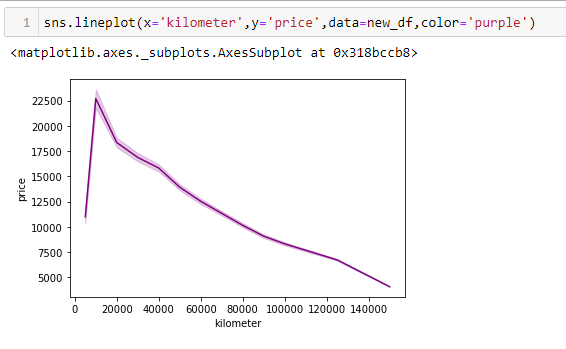 1 sns.lineplot(x='kilometer',y='price',data=new_df,color='purple')
<matplotlib.axes._subplots.AxesSubplot at 0x318bccb8>
22500
20000
17500
15000
12500
10000
7500
5000
price
0 20000 40000 60000 80000 100000 120000 140000
kilometer